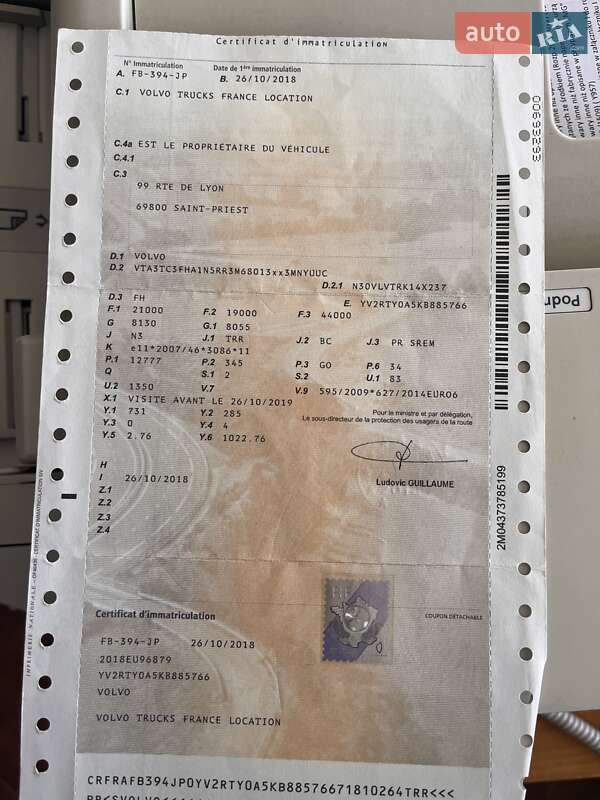 auto RIA
Certificat d'immatriculation
N° Immatriculation Date de 1ère immatriculation
A. FB-394-JP B. 26/10/2018
C.1 VOLVO TRUCKS FRANCE LOCATION
C.4a EST LE PROPRIÉTAIRE DU VÉHICULE
C.4.1
C.3
99 RTE DE LYON
69800 SAINT-PRIEST
D.1 VOLVO
D.2 VTA3TC3FHA1N5RR3M68013xx3MNYUUC
D.2.1 N30VLVTRK14X237
D.3 FH E. YV2RTY0A5KB885766
F.1 21000 F.2 19000 F.3 44000
G 8130 G.1 8055
J N3 J.1 TRR J.2 BC J.3 PR SREM
K e11*2007/46*3086*11
P.1 12777 P.2 345 P.3 GO P.6 34
Q S.1 2 S.2 U.1 83
U.2 1350 V.7 V.9 595/2009*627/2014EURO6
X.1 VISITE AVANT LE 26/10/2019
Y.1 731 Y.2 285
Y.3 0 Y.4 4
Y.5 2.76 Y.6 1022.76
Pour le ministre et par délégation,
Le sous-directeur de la protection des usagers de la route
Ludovic GUILLAUME
H
I 26/10/2018
Z.1
Z.2
Z.3
Z.4
00693293
2M04373785199
Certificat d'immatriculation
COUPON DÉTACHABLE
FB-394-JP 26/10/2018
2018EU96879
YV2RTY0A5KB885766
VOLVO
VOLVO TRUCKS FRANCE LOCATION
CRFRAFB394JP0YV2RTY0A5KB88576671810264TRR<<<
Podr